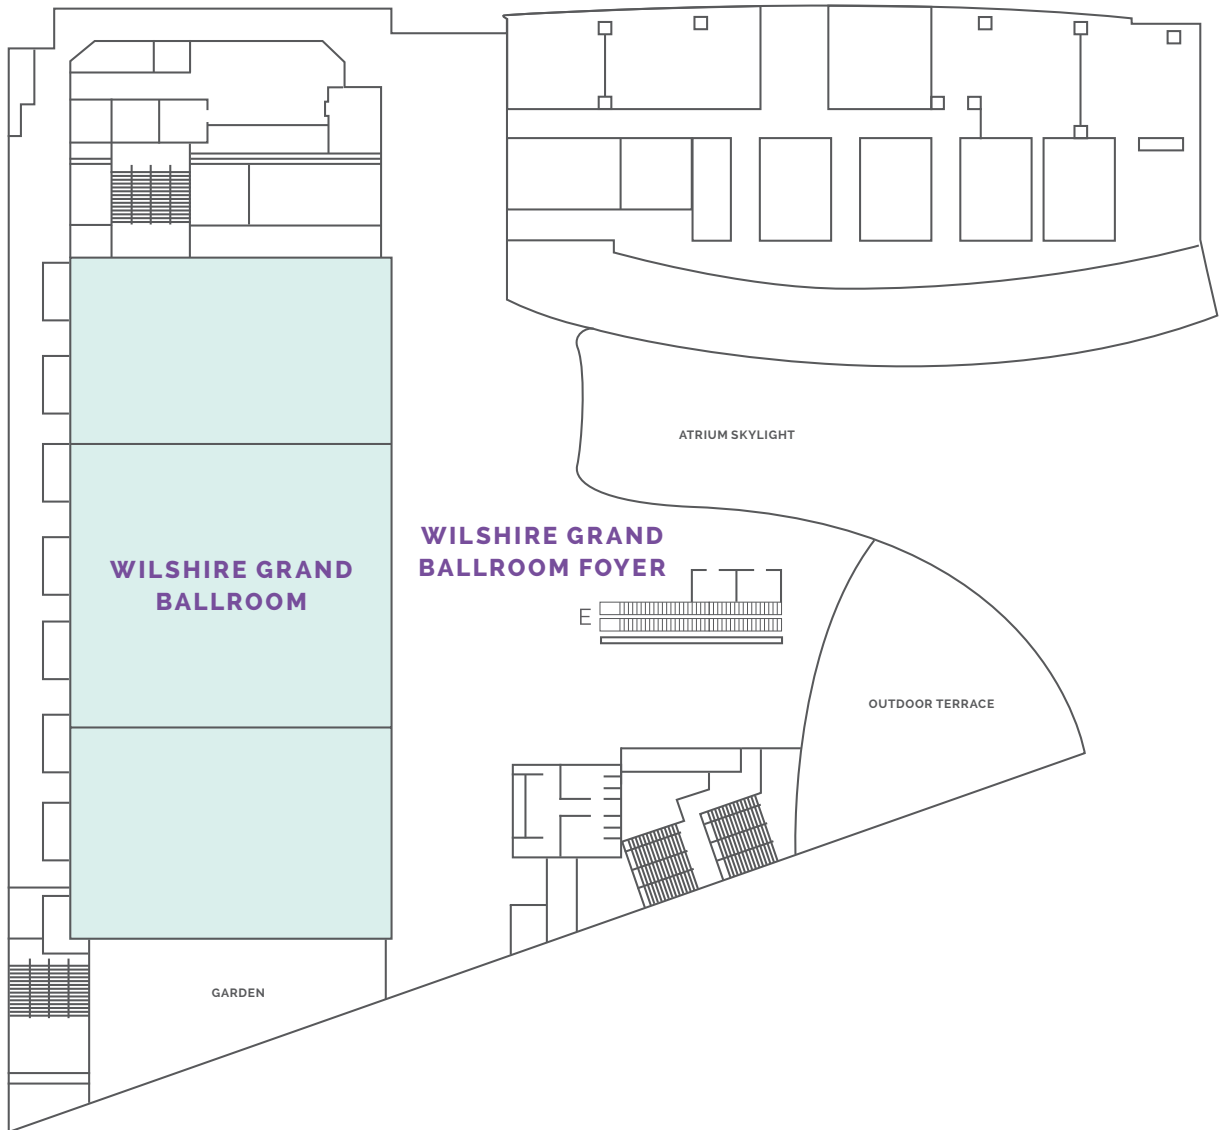 ATRIUM SKYLIGHT
WILSHIRE GRAND
BALLROOM FOYER
WILSHIRE GRAND
BALLROOM
E
OUTDOOR TERRACE
GARDEN